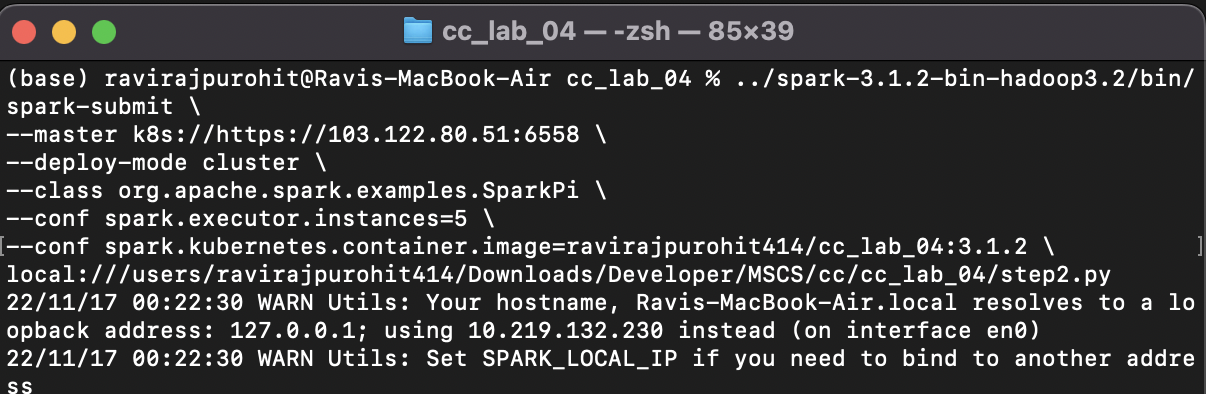 cc_lab_04 — -zsh — 85×39
(base) ravirajpurohit@Ravis-MacBook-Air cc_lab_04 % ../spark-3.1.2-bin-hadoop3.2/bin/
spark-submit \
--master k8s://https://103.122.80.51:6558 \
--deploy-mode cluster \
--class org.apache.spark.examples.SparkPi \
--conf spark.executor.instances=5 \
[--conf spark.kubernetes.container.image=ravirajpurohit414/cc_lab_04:3.1.2 \ ]
local:///users/ravirajpurohit414/Downloads/Developer/MSCS/cc/cc_lab_04/step2.py
22/11/17 00:22:30 WARN Utils: Your hostname, Ravis-MacBook-Air.local resolves to a lo
opback address: 127.0.0.1; using 10.219.132.230 instead (on interface en0)
22/11/17 00:22:30 WARN Utils: Set SPARK_LOCAL_IP if you need to bind to another addre
ss